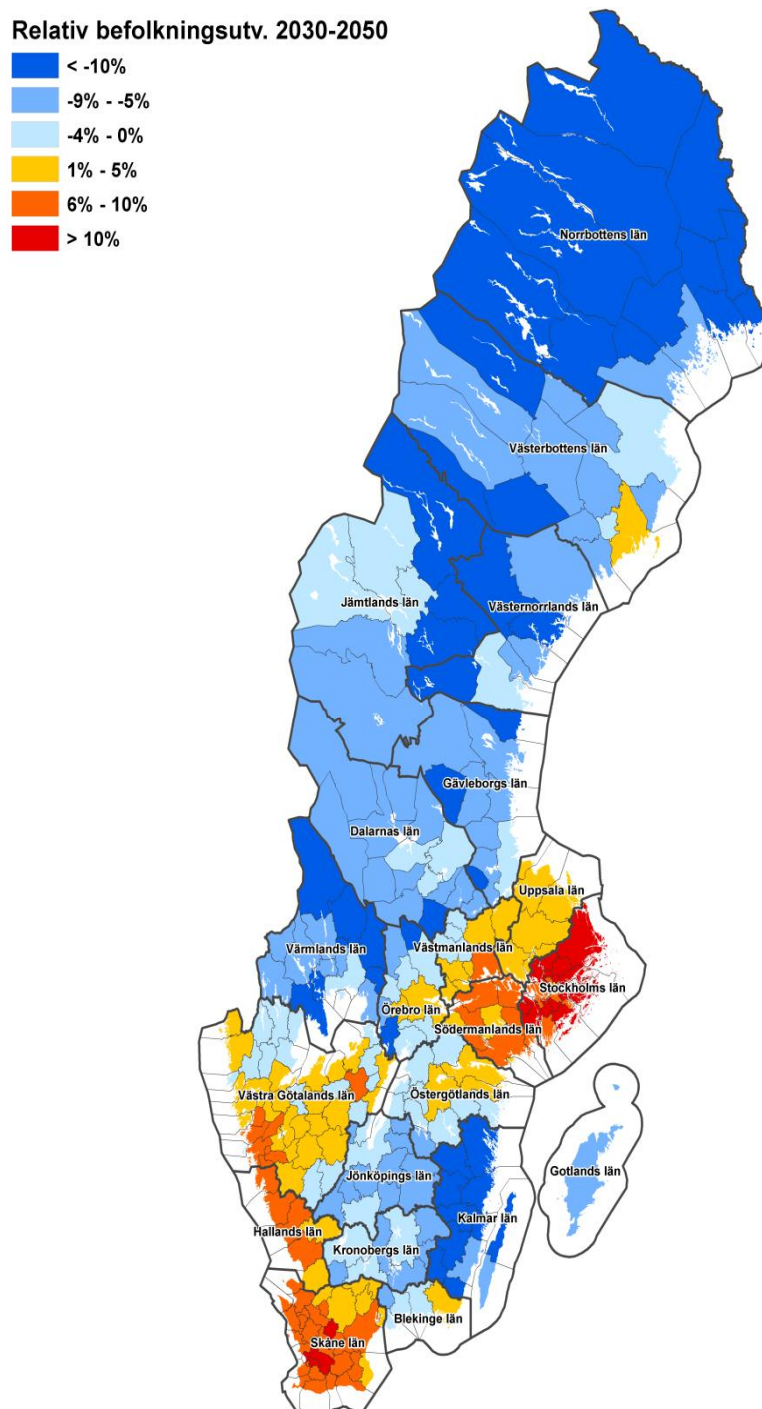 Relativ befolkningsutv. 2030-2050
< -10%
-9% - -5%
-4% - 0%
1% - 5%
6% - 10%
> 10%
Norrbottens län
Västerbottens län
Jämtlands län
Västernorrlands län
Gävleborgs län
Dalarnas län
Uppsala län
Värmlands län
Västmanlands län
Stockholms län
Örebro län
Södermanlands län
Västra Götalands län
Östergötlands län
Jönköpings län
Gotlands län
Kalmar län
Hallands län
Kronobergs län
Blekinge län
Skåne län